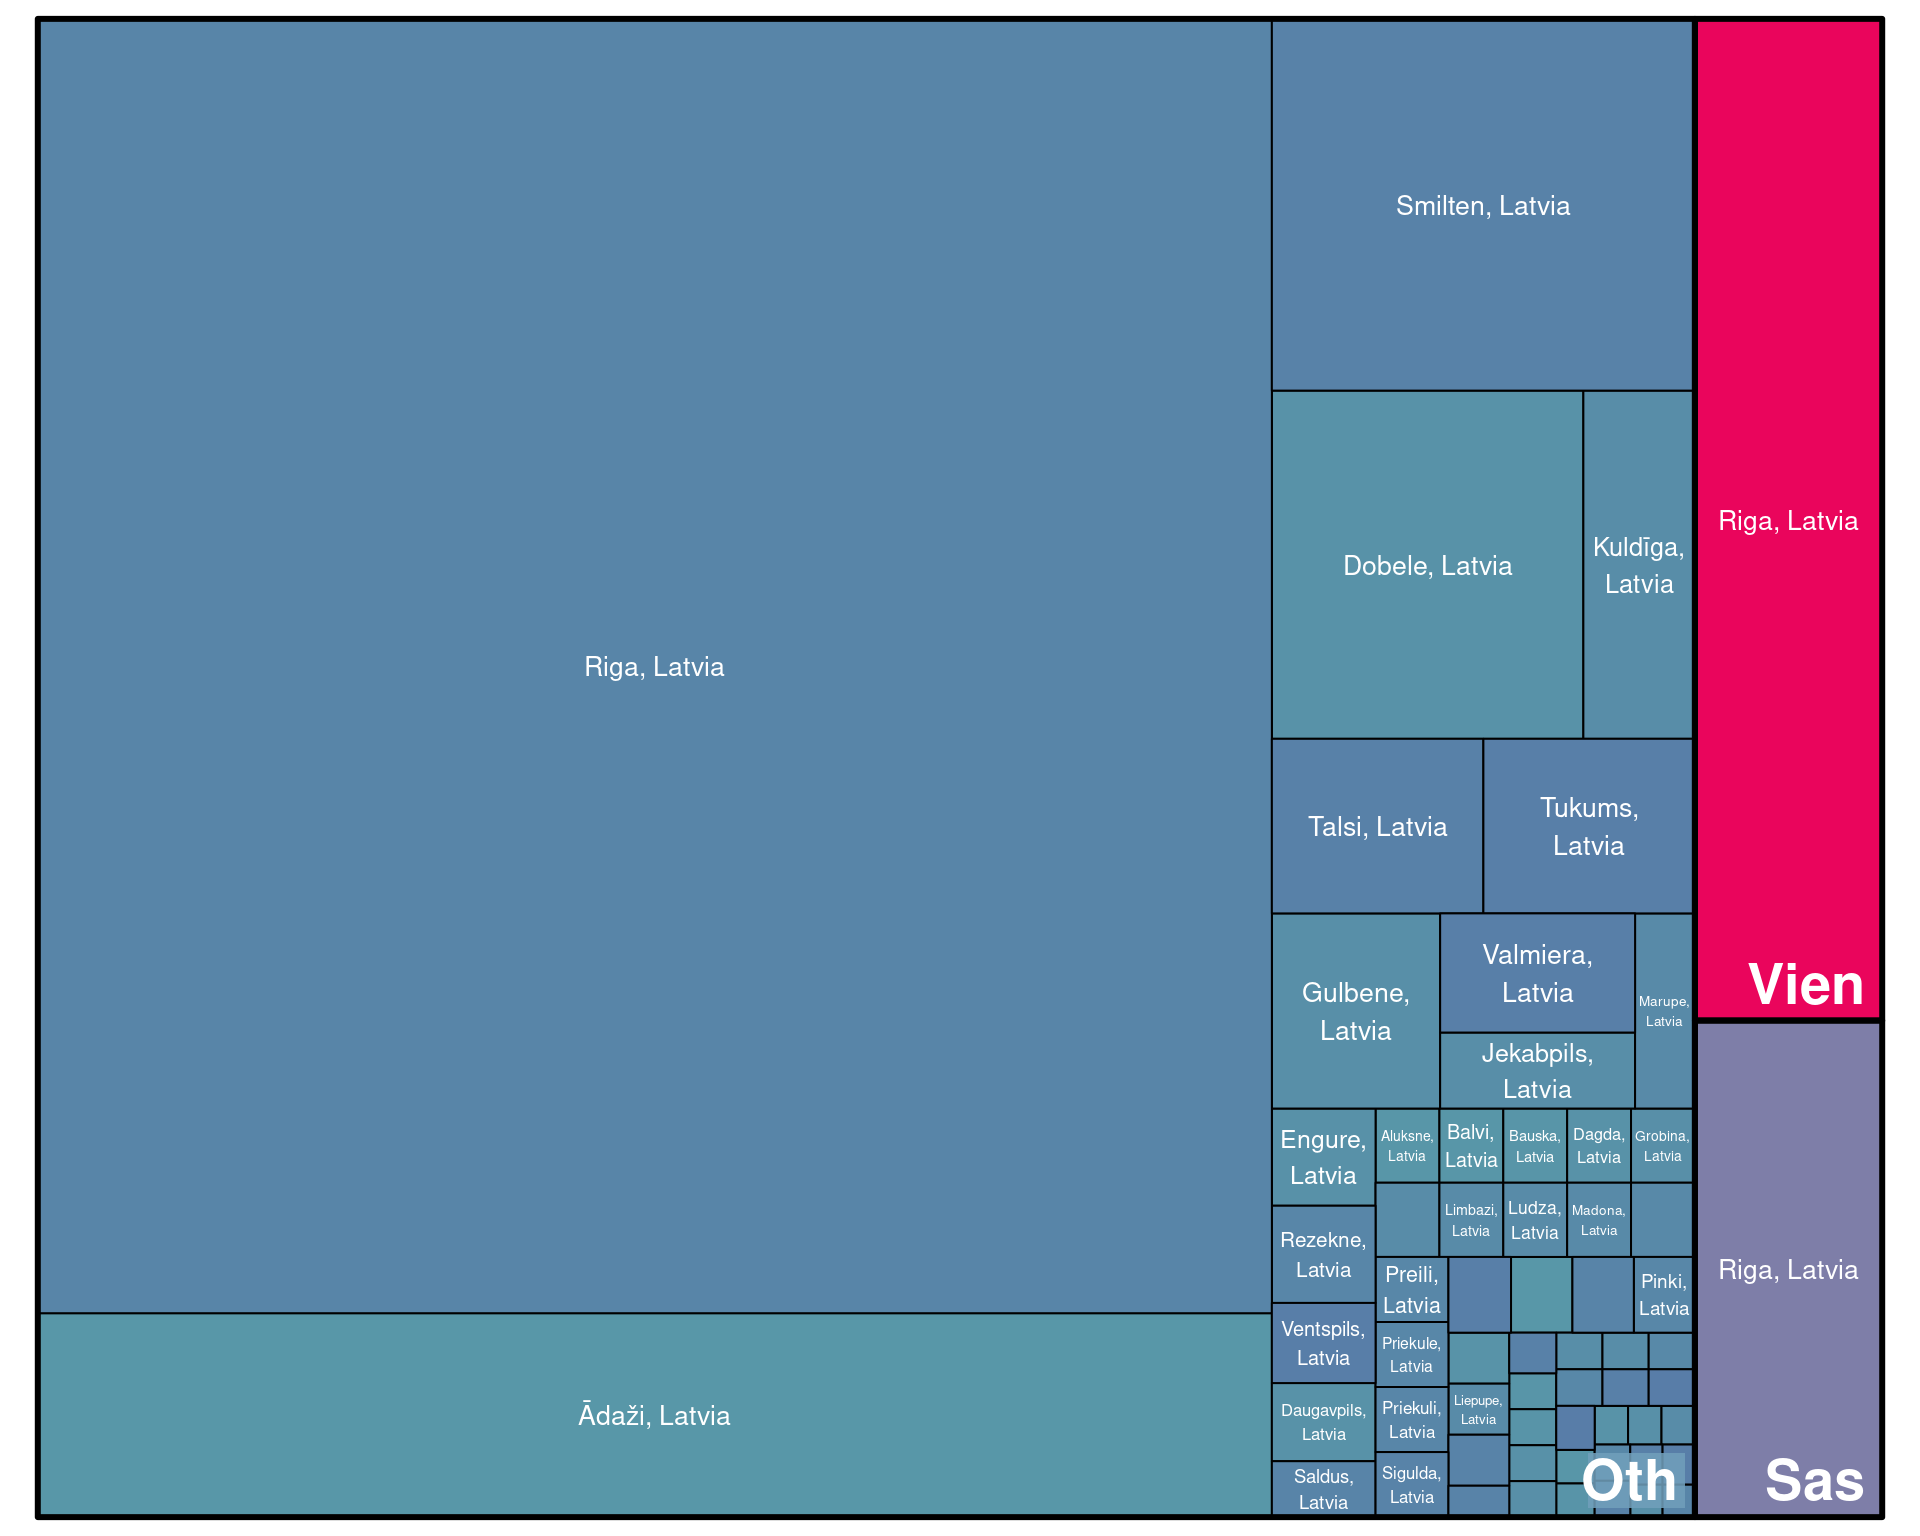 Riga, Latvia
Ādaži, Latvia
Smilten, Latvia
Dobele, Latvia
Kuldīga,
Latvia
Talsi, Latvia
Tukums,
Latvia
Gulbene,
Latvia
Valmiera,
Latvia
Jekabpils,
Latvia
Marupe,
Latvia
Engure,
Latvia
Rezekne,
Latvia
Ventspils,
Latvia
Daugavpils,
Latvia
Saldus,
Latvia
Aluksne,
Latvia
Balvi,
Latvia
Bauska,
Latvia
Dagda,
Latvia
Grobina,
Latvia
Limbazi,
Latvia
Ludza,
Latvia
Madona,
Latvia
Preili,
Latvia
Priekule,
Latvia
Priekuli,
Latvia
Sigulda,
Latvia
Pinki,
Latvia
Liepupe,
Latvia
Oth
Riga, Latvia
Vien
Riga, Latvia
Sas